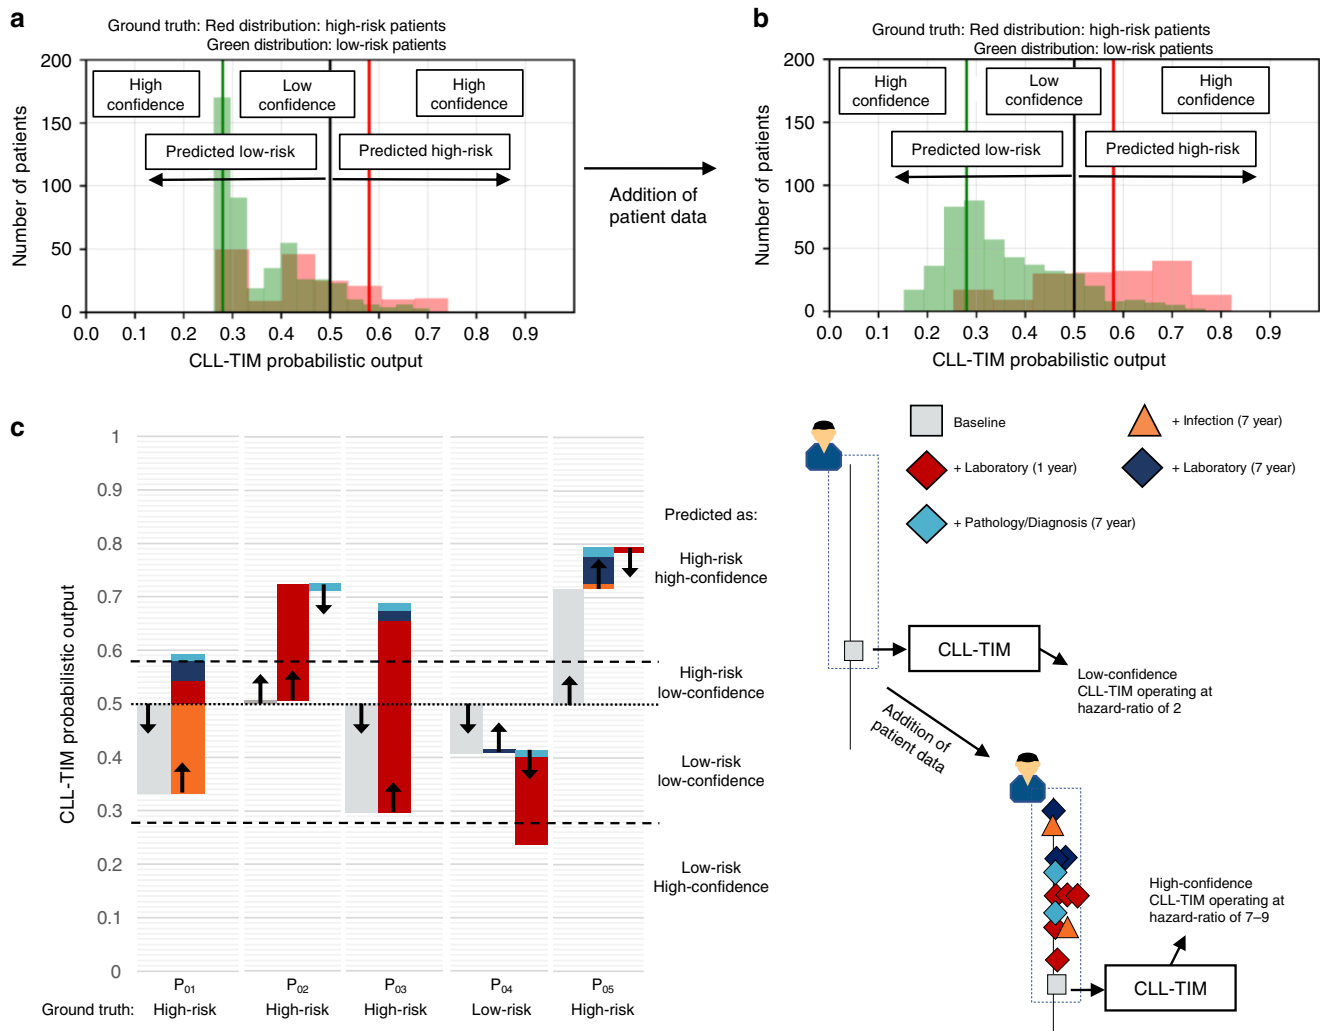 a
Ground truth: Red distribution: high-risk patients
Green distribution: low-risk patients
200
150
100
50
0
Number of patients
High
confidence
Low
confidence
High
confidence
Predicted low-risk
Predicted high-risk
0.0 0.1 0.2 0.3 0.4 0.5 0.6 0.7 0.8 0.9
CLL-TIM probabilistic output
Addition of
patient data
b
Ground truth: Red distribution: high-risk patients
Green distribution: low-risk patients
200
150
100
50
0
Number of patients
High
confidence
Low
confidence
High
confidence
Predicted low-risk
Predicted high-risk
0.0 0.1 0.2 0.3 0.4 0.5 0.6 0.7 0.8 0.9
CLL-TIM probabilistic output
c
1
0.9
0.8
0.7
0.6
0.5
0.4
0.3
0.2
0.1
0
CLL-TIM probabilistic output
Predicted as:
High-risk
high-confidence
High-risk
low-confidence
Low-risk
low-confidence
Low-risk
High-confidence
P01 P02 P03 P04 P05
Ground truth: High-risk High-risk High-risk Low-risk High-risk
Baseline
+ Infection (7 year)
+ Laboratory (1 year)
+ Laboratory (7 year)
+ Pathology/Diagnosis (7 year)
CLL-TIM
Low-confidence
CLL-TIM operating at
hazard-ratio of 2
Addition of
patient data
High-confidence
CLL-TIM operating at
hazard-ratio of 7–9
CLL-TIM